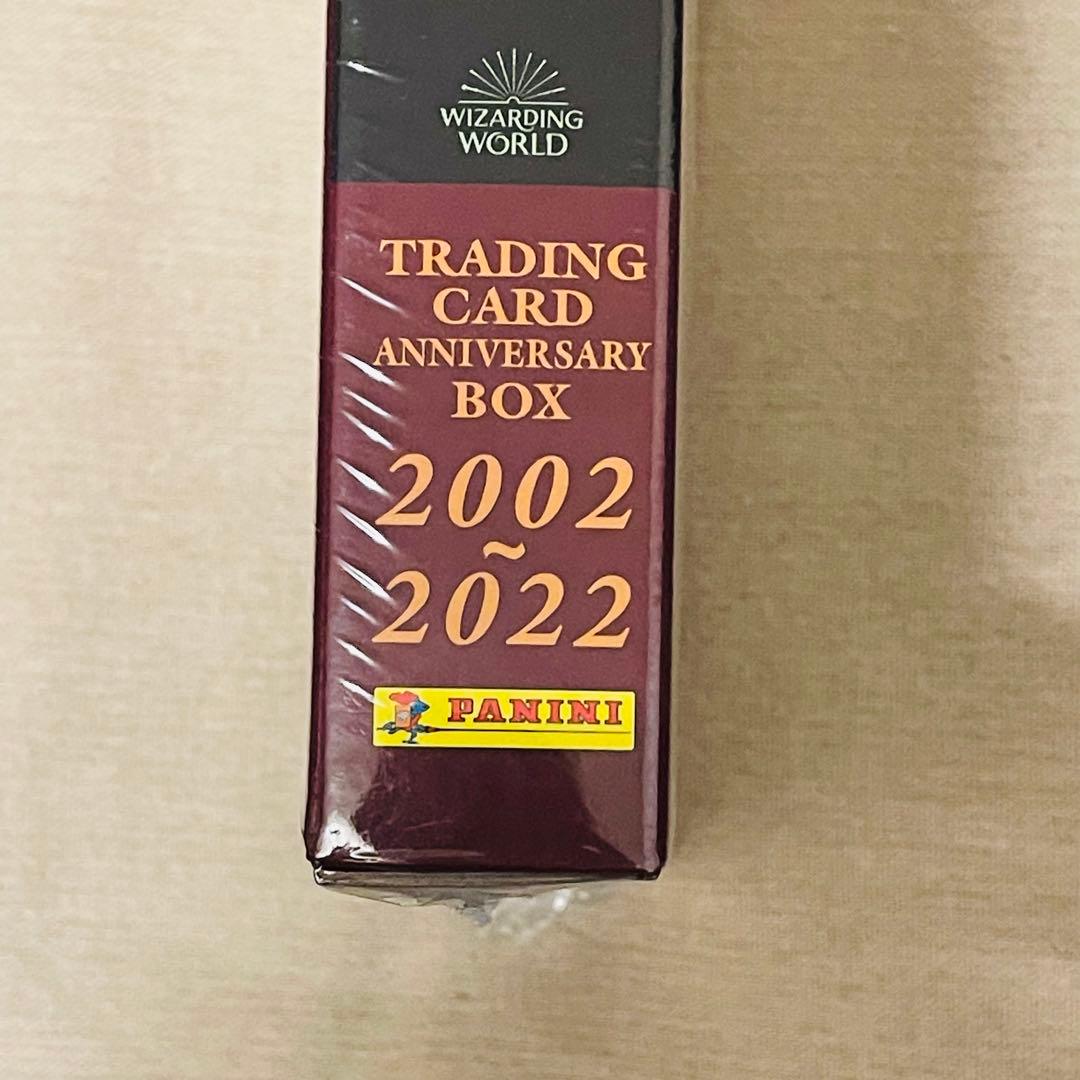 WIZARDING
WORLD
TRADING
CARD
ANNIVERSARY
BOX
2002
~
2022
PANINI